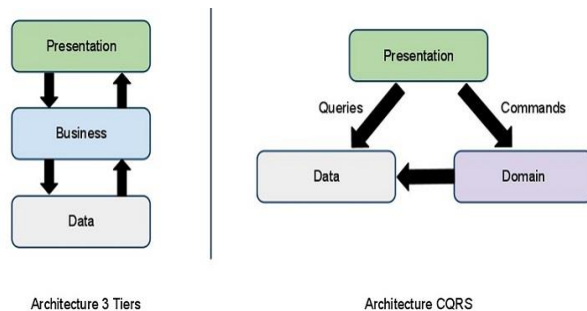 Presentation
Business
Data
Architecture 3 Tiers
Presentation
Queries
Commands
Data
Domain
Architecture CQRS